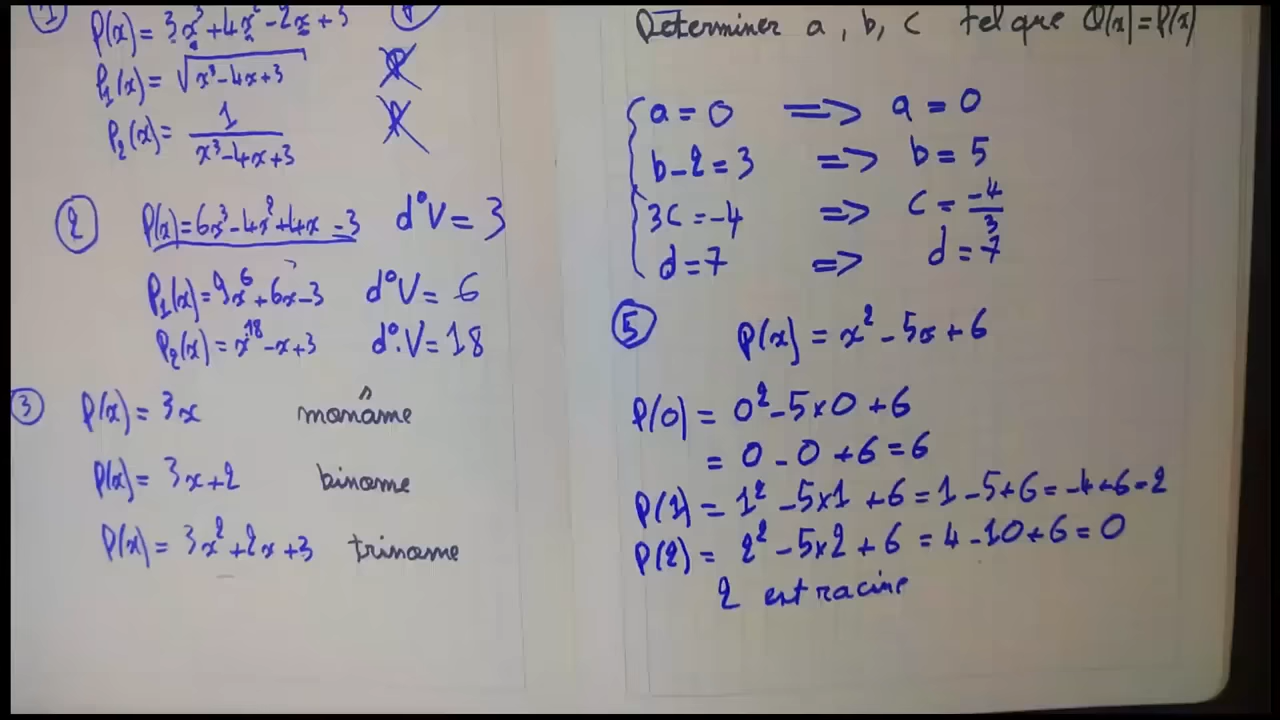 1
P(x) = 3x³ + 4x² - 2x + 3
P₁(x) = √(x³ - 4x + 3)
P₂(x) = 1/(x³ - 4x + 3)
2
P(x) = 6x³ - 4x² + 4x - 3 d°V = 3
P₁(x) = 9x⁶ + 6x - 3 d°V = 6
P₂(x) = x¹⁸ - x + 3 d°.V = 18
3 P(x) = 3x monôme
P(x) = 3x + 2 binome
P(x) = 3x² + 2x + 3 trinome
Determiner a, b, c tel que Q(x) = P(x)
a = 0 => a = 0
b - 2 = 3 => b = 5
3c = -4 => c = -4/3
d = 7 => d = 7
5
P(x) = x² - 5x + 6
P(0) = 0² - 5×0 + 6
= 0 - 0 + 6 = 6
P(1) = 1² - 5×1 + 6 = 1 - 5 + 6 = -4 + 6 = 2
P(2) = 2² - 5×2 + 6 = 4 - 10 + 6 = 0
2 est racine